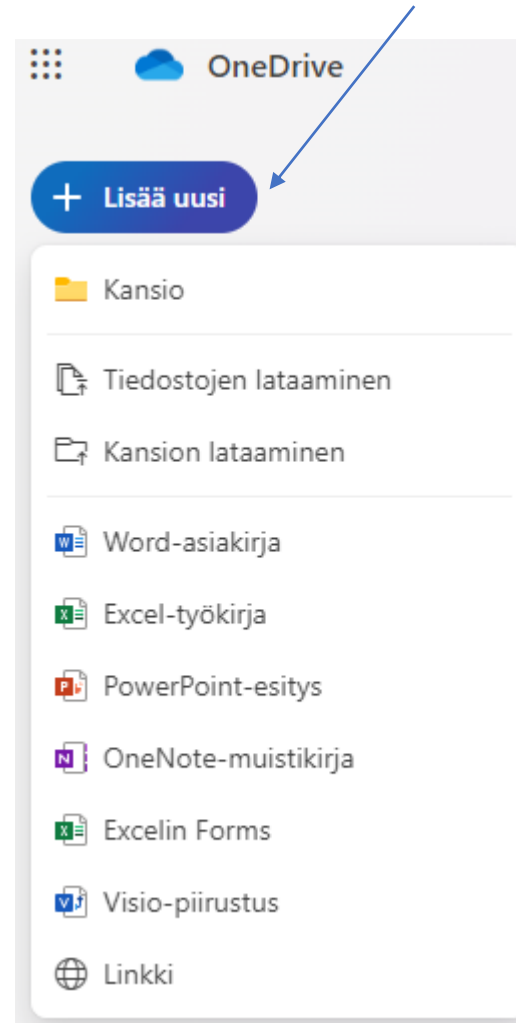 OneDrive
Lisää uusi
Kansio
Tiedostojen lataaminen
Kansion lataaminen
Word-asiakirja
Excel-työkirja
PowerPoint-esitys
OneNote-muistikirja
Excelin Forms
Visio-piirustus
Linkki